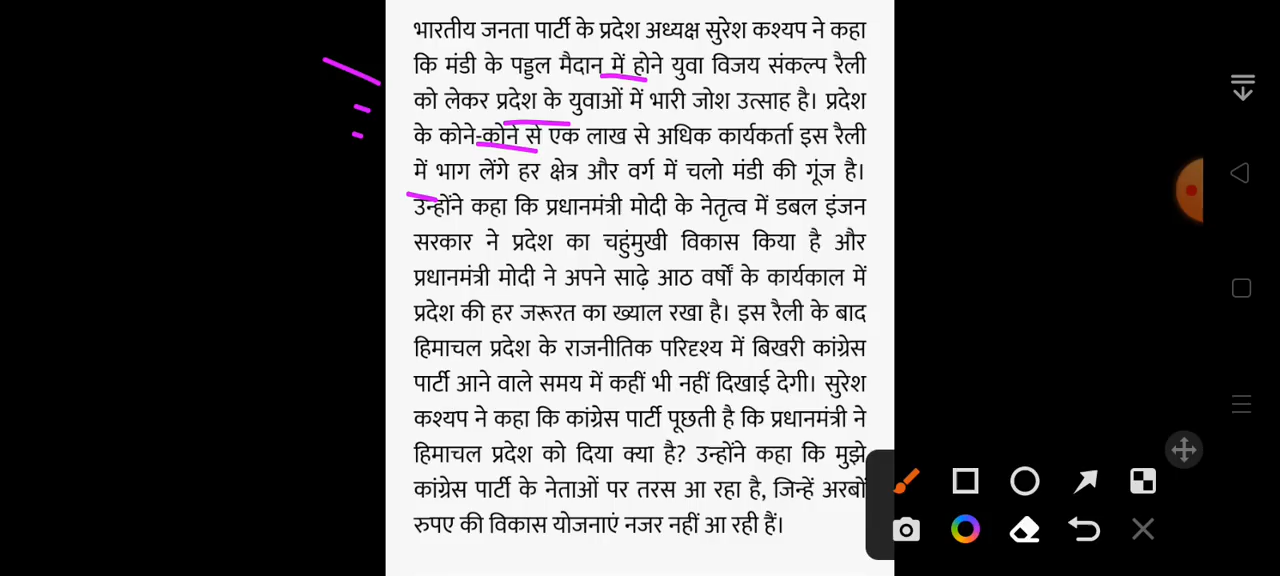 भारतीय जनता पार्टी के प्रदेश अध्यक्ष सुरेश कश्यप ने कहा
कि मंडी के पड्डल मैदान में होने युवा विजय संकल्प रैली
को लेकर प्रदेश के युवाओं में भारी जोश उत्साह है। प्रदेश
के कोने-कोने से एक लाख से अधिक कार्यकर्ता इस रैली
में भाग लेंगे हर क्षेत्र और वर्ग में चलो मंडी की गूंज है।
उन्होंने कहा कि प्रधानमंत्री मोदी के नेतृत्व में डबल इंजन
सरकार ने प्रदेश का चहुंमुखी विकास किया है और
प्रधानमंत्री मोदी ने अपने साढ़े आठ वर्षों के कार्यकाल में
प्रदेश की हर जरूरत का ख्याल रखा है। इस रैली के बाद
हिमाचल प्रदेश के राजनीतिक परिदृश्य में बिखरी कांग्रेस
पार्टी आने वाले समय में कहीं भी नहीं दिखाई देगी। सुरेश
कश्यप ने कहा कि कांग्रेस पार्टी पूछती है कि प्रधानमंत्री ने
हिमाचल प्रदेश को दिया क्या है? उन्होंने कहा कि मुझे
कांग्रेस पार्टी के नेताओं पर तरस आ रहा है, जिन्हें अरबों
रुपए की विकास योजनाएं नजर नहीं आ रही हैं।